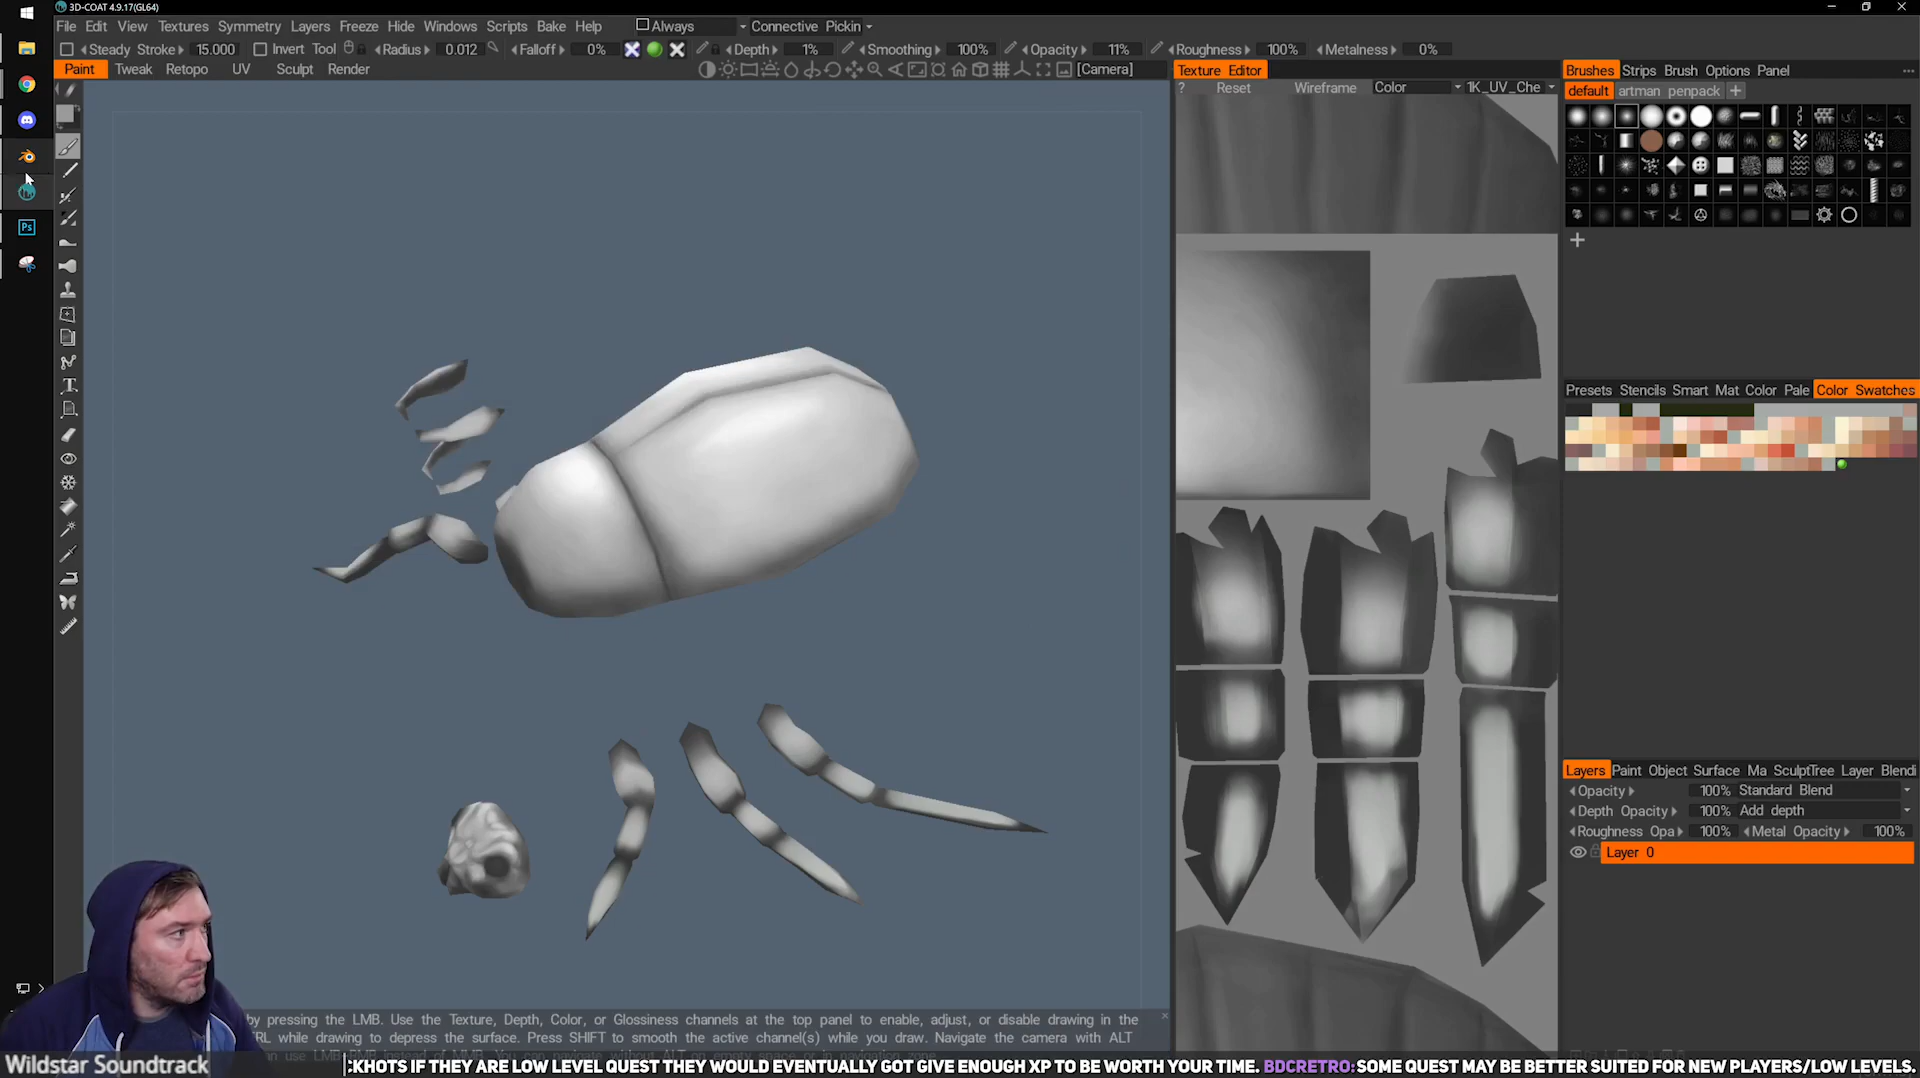 3D-COAT 4.9.17(GL64)
File Edit View Textures Symmetry Layers Freeze Hide Windows Scripts Bake Help Always Connective Pickin
Steady Stroke 15.000 Invert Tool Radius 0.012 Falloff 0% Depth 1% Smoothing 100% Opacity 11% Roughness 100% Metalness 0%
Paint Tweak Retopo UV Sculpt Render [Camera]
Texture Editor
? Reset Wireframe Color 1K_UV_Che
Brushes Strips Brush Options Panel
default artman penpack +
Presets Stencils Smart Mat Color Pale Color Swatches
Layers Paint Object Surface Ma SculptTree Layer Blendi
Opacity 100% Standard Blend
Depth Opacity 100% Add depth
Roughness Opa 100% Metal Opacity 100%
Layer 0
by pressing the LMB. Use the Texture, Depth, Color, or Glossiness channels at the top panel to enable, adjust, or disable drawing in the
RL while drawing to depress the surface. Press SHIFT to smooth the active channel(s) while you draw. Navigate the camera with ALT
Wildstar Soundtrack
KHOTS IF THEY ARE LOW LEVEL QUEST THEY WOULD EVENTUALLY GOT GIVE ENOUGH XP TO BE WORTH YOUR TIME. BDCRETRO: SOME QUEST MAY BE BETTER SUITED FOR NEW PLAYERS/LOW LEVELS.
Ps